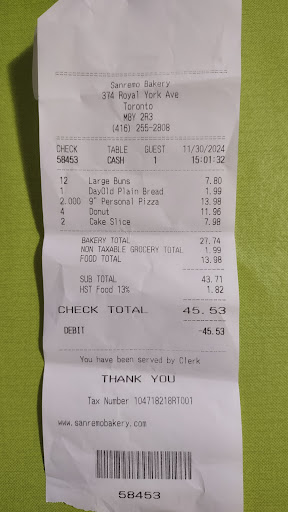 Sanremo Bakery
374 Royal York Ave
Toronto
M8Y 2R3
(416) 255-2808
CHECK TABLE GUEST 11/30/2024
58453 CASH 1 15:01:32
12 Large Buns 7.80
1 DayOld Plain Bread 1.99
2.000 9" Personal Pizza 13.98
4 Donut 11.96
2 Cake Slice 7.98
BAKERY TOTAL 27.74
NON TAXABLE GROCERY TOTAL 1.99
FOOD TOTAL 13.98
SUB TOTAL 43.71
HST Food 13% 1.82
CHECK TOTAL 45.53
DEBIT -45.53
You have been served by Clerk
THANK YOU
Tax Number 104718218RT001
www.sanremobakery.com
58453